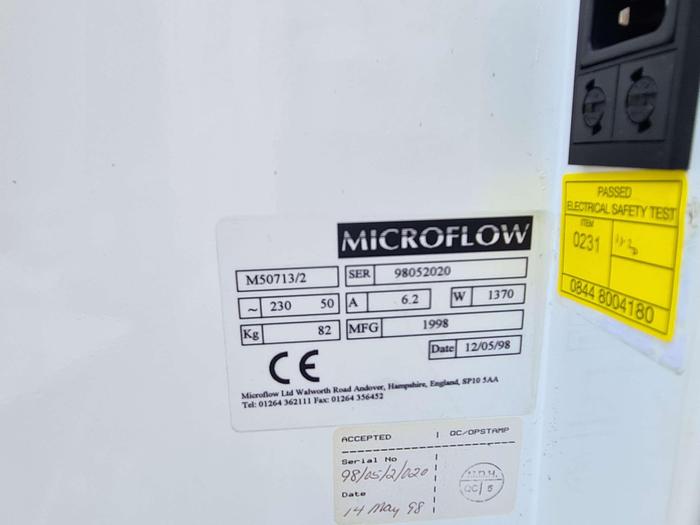 MICROFLOW
M50713/2 SER 98052020
~ 230 50 A 6.2 W 1370
Kg 82 MFG 1998
Date 12/05/98
CE
Microflow Ltd Walworth Road Andover, Hampshire, England, SP10 5AA
Tel: 01264 362111 Fax: 01264 356452
PASSED
ELECTRICAL SAFETY TEST
ITEM
0231
0844 8004180
ACCEPTED | QC/OPSTAMP
Serial No
98/05/2/020
Date
14 May 98
M.D.H.
QC/6